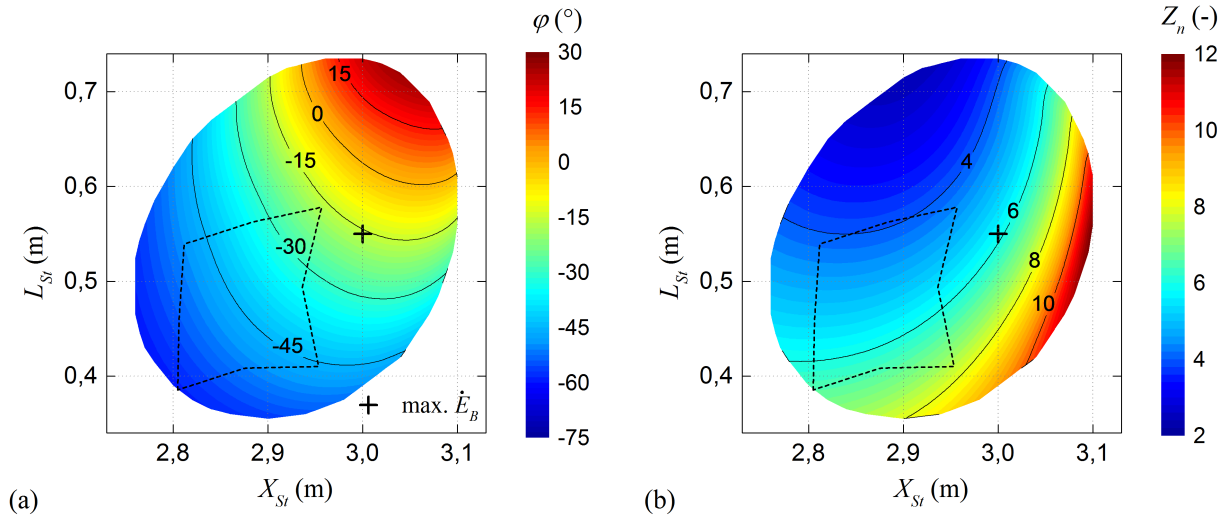 φ (°)
30
15
0
-15
-30
-45
-60
-75
15
0
-15
-30
-45
0,7
0,6
0,5
0,4
L_St (m)
2,8 2,9 3,0 3,1
X_St (m)
max. Ė_B
(a)
Z_n (-)
12
10
8
6
4
2
4
6
8
10
0,7
0,6
0,5
0,4
L_St (m)
2,8 2,9 3,0 3,1
X_St (m)
(b)